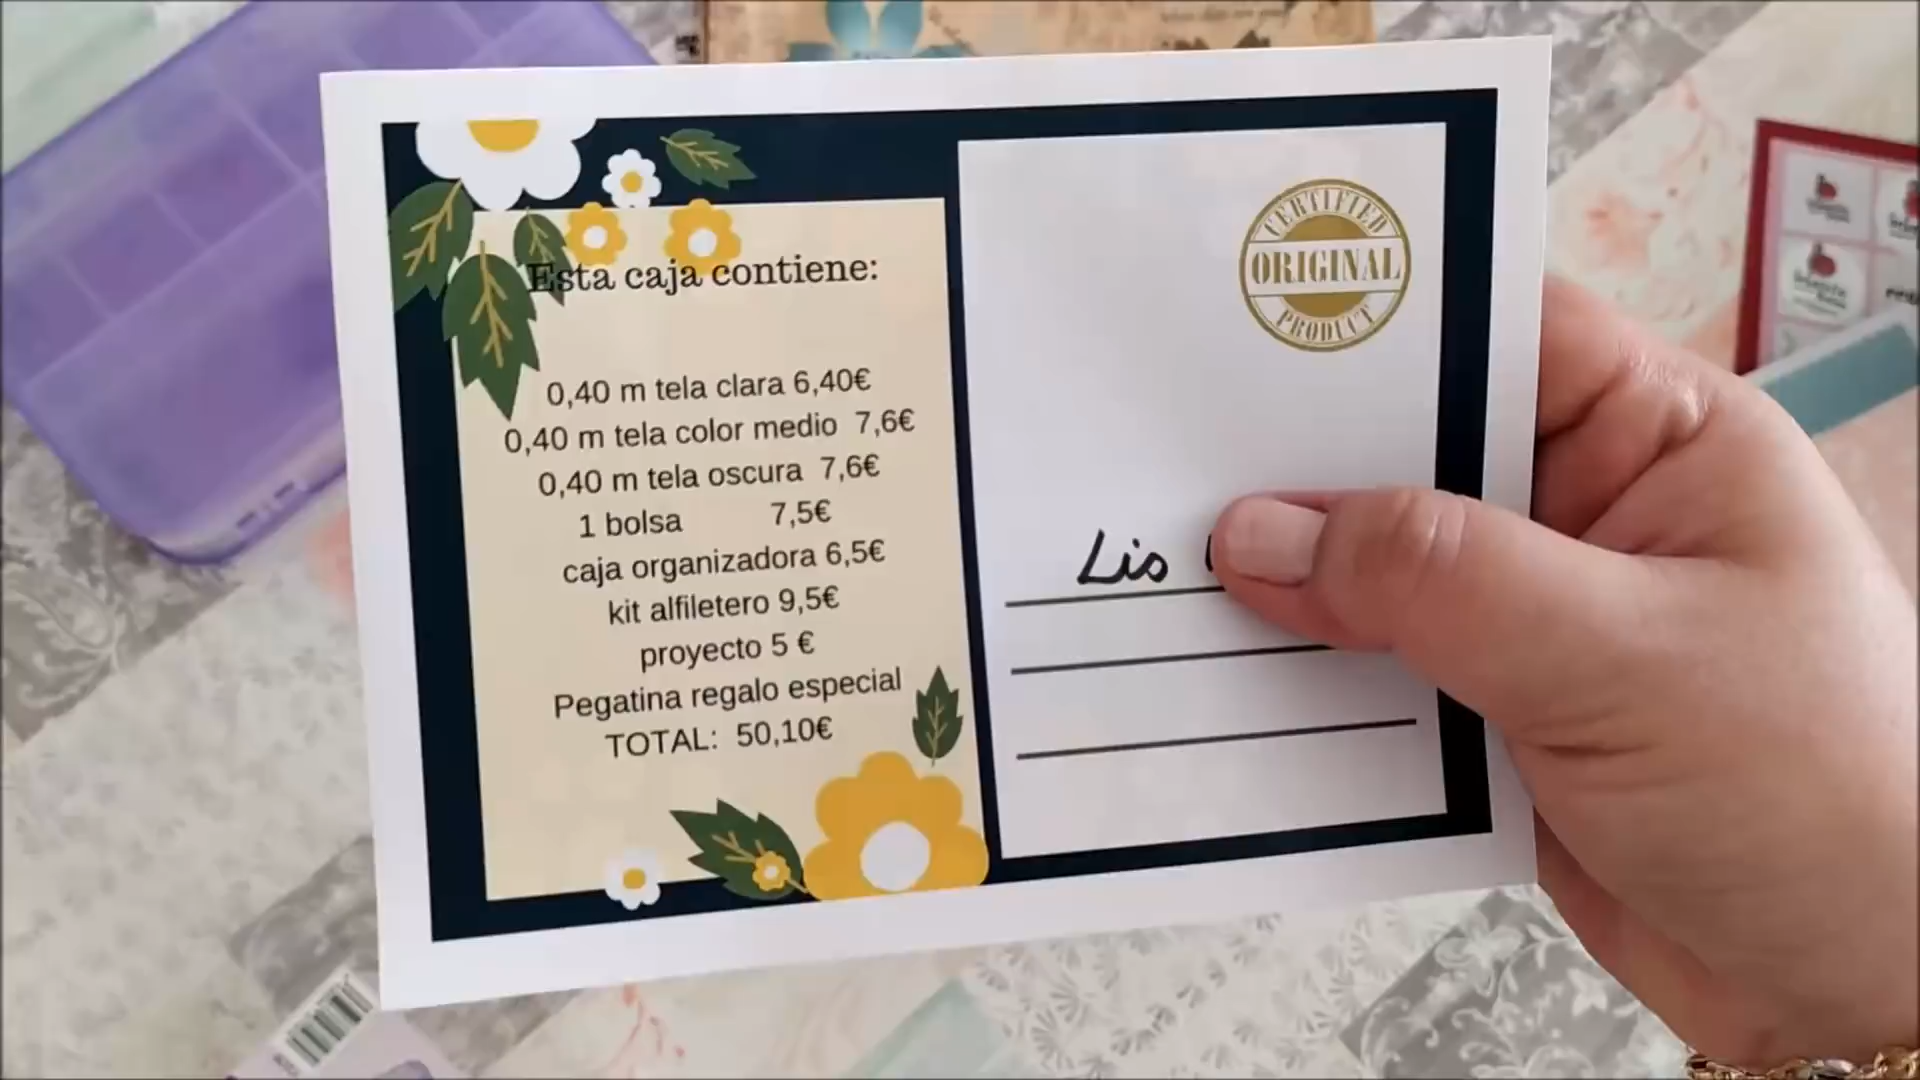 Esta caja contiene:
0,40 m tela clara 6,40€
0,40 m tela color medio 7,6€
0,40 m tela oscura 7,6€
1 bolsa 7,5€
caja organizadora 6,5€
kit alfiletero 9,5€
proyecto 5 €
Pegatina regalo especial
TOTAL: 50,10€
CERTIFIED
ORIGINAL
PRODUCT
Lis